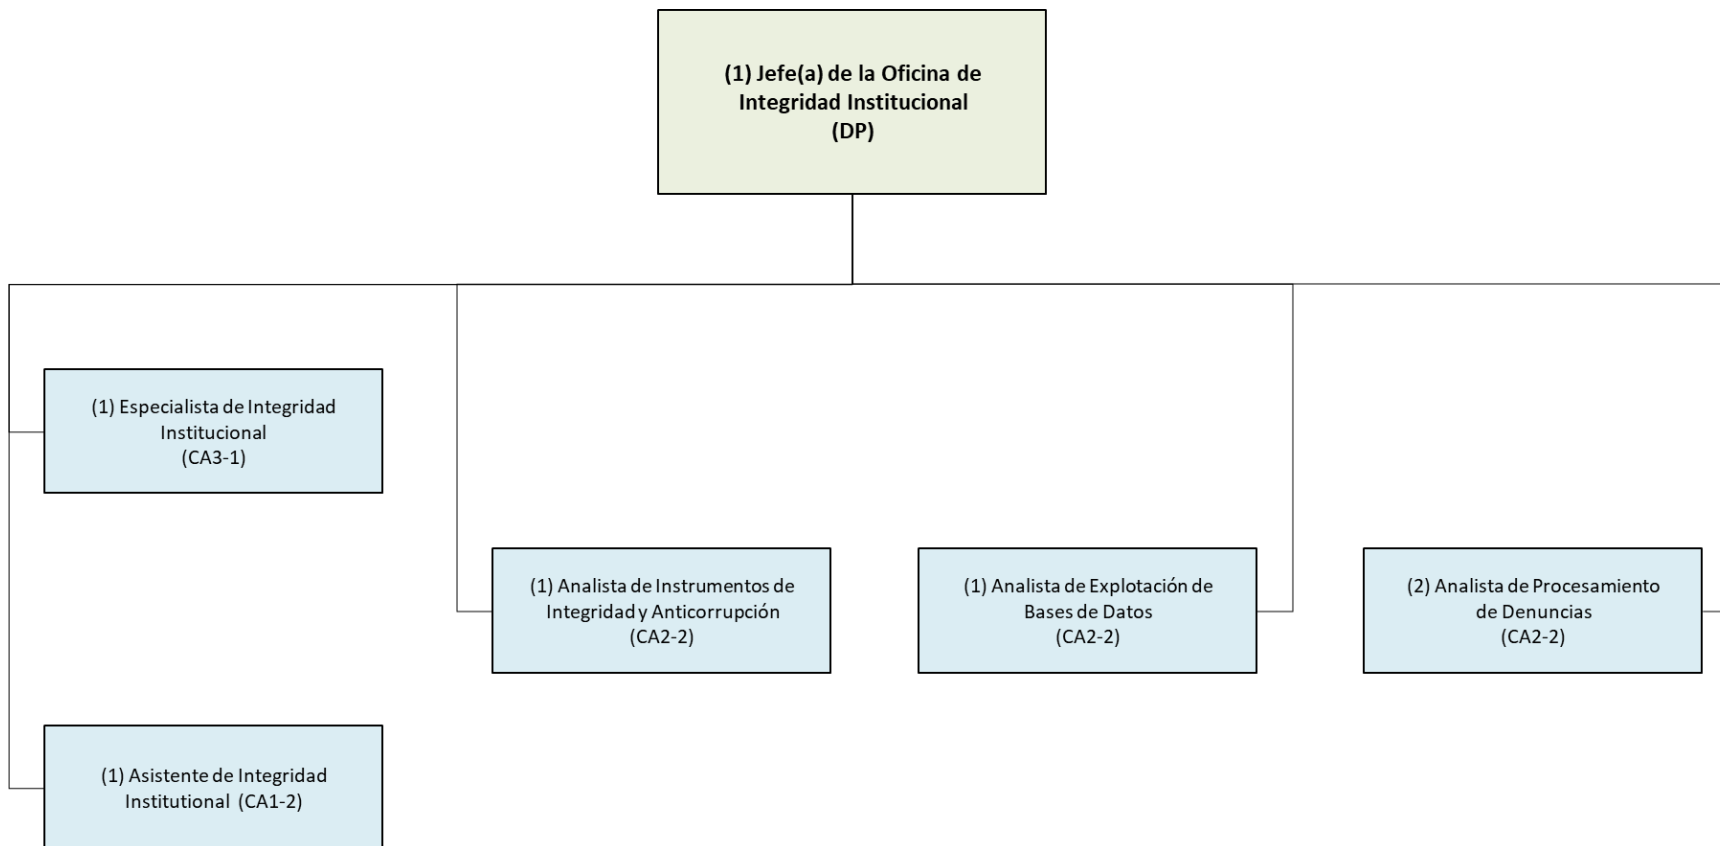 (1) Jefe(a) de la Oficina de
Integridad Institucional
(DP)
(1) Especialista de Integridad
Institucional
(CA3-1)
(1) Analista de Instrumentos de
Integridad y Anticorrupción
(CA2-2)
(1) Analista de Explotación de
Bases de Datos
(CA2-2)
(2) Analista de Procesamiento
de Denuncias
(CA2-2)
(1) Asistente de Integridad
Institutional (CA1-2)